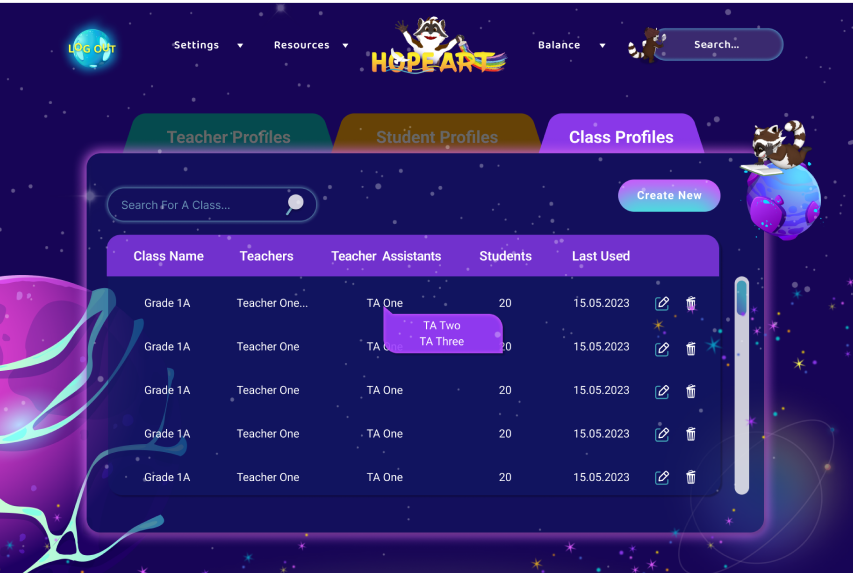 LOG OUT
Settings
Resources
HOPE ART
Balance
Search...
Teacher Profiles
Student Profiles
Class Profiles
Search For A Class...
Create New
Class Name Teachers Teacher Assistants Students Last Used
Grade 1A Teacher One... TA One 20 15.05.2023
TA Two
TA Three
Grade 1A Teacher One TA One 20 15.05.2023
Grade 1A Teacher One TA One 20 15.05.2023
Grade 1A Teacher One TA One 20 15.05.2023
Grade 1A Teacher One TA One 20 15.05.2023